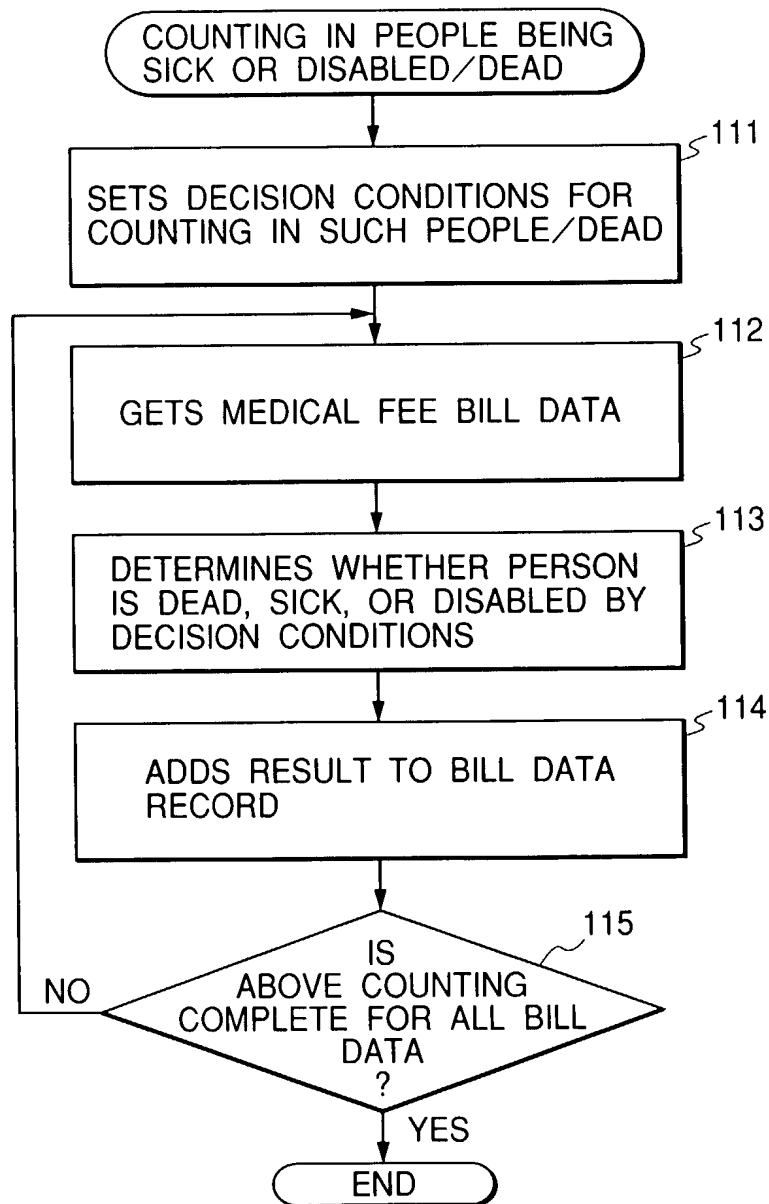 COUNTING IN PEOPLE BEING
SICK OR DISABLED/DEAD
111
SETS DECISION CONDITIONS FOR
COUNTING IN SUCH PEOPLE/DEAD
112
GETS MEDICAL FEE BILL DATA
113
DETERMINES WHETHER PERSON
IS DEAD, SICK, OR DISABLED BY
DECISION CONDITIONS
114
ADDS RESULT TO BILL DATA
RECORD
115
IS
ABOVE COUNTING
COMPLETE FOR ALL BILL
DATA
?
NO
YES
END